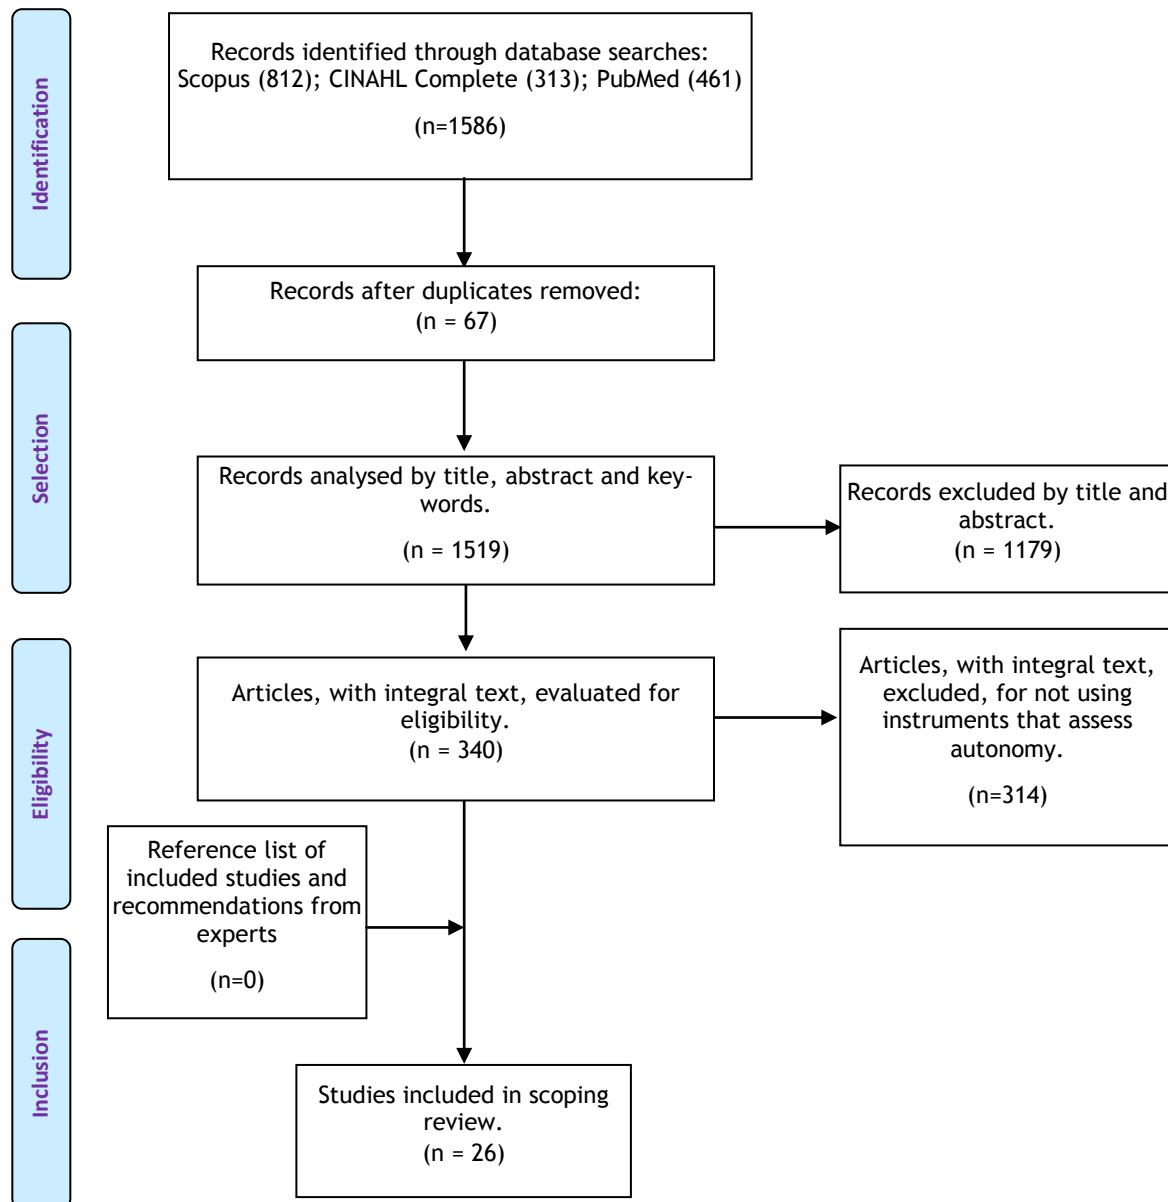 Identification
Records identified through database searches:
Scopus (812); CINAHL Complete (313); PubMed (461)
(n=1586)
Records after duplicates removed:
(n = 67)
Selection
Records analysed by title, abstract and key-
words.
(n = 1519)
Records excluded by title and
abstract.
(n = 1179)
Eligibility
Articles, with integral text, evaluated for
eligibility.
(n = 340)
Articles, with integral text,
excluded, for not using
instruments that assess
autonomy.
(n=314)
Reference list of
included studies and
recommendations from
experts
(n=0)
Inclusion
Studies included in scoping
review.
(n = 26)